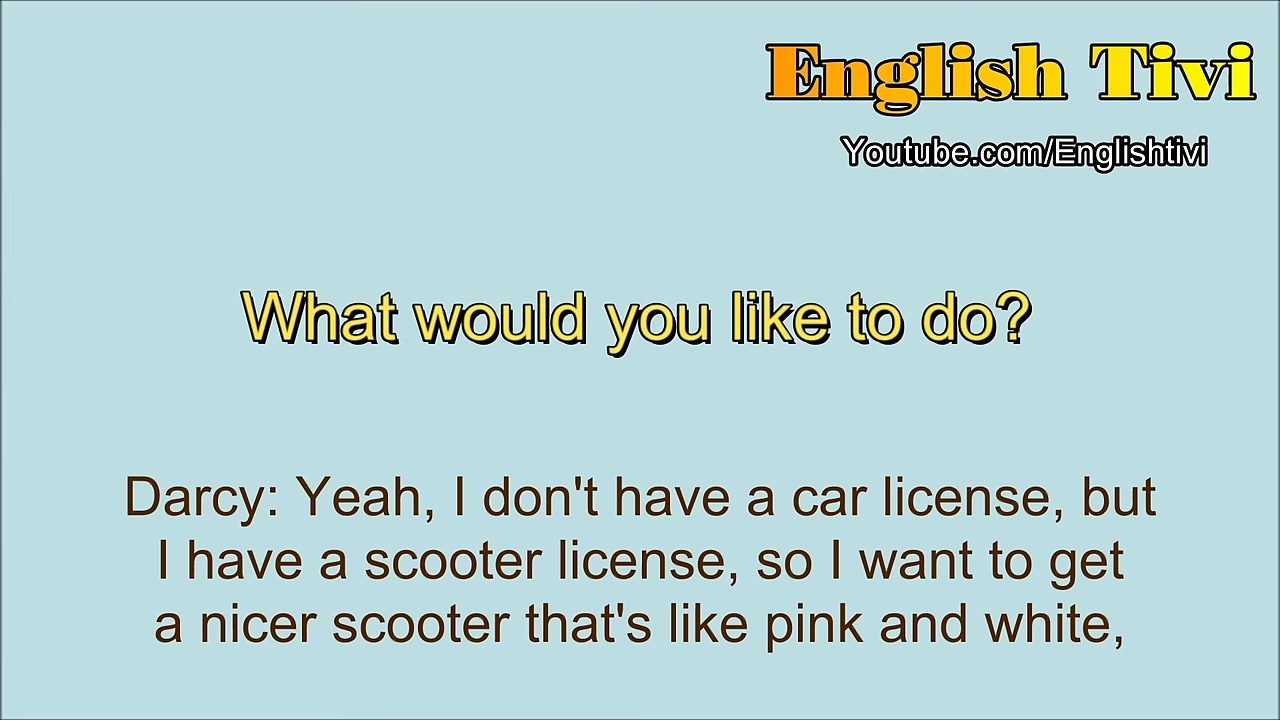 English Tivi
Youtube.com/Englishtivi
What would you like to do?
Darcy: Yeah, I don't have a car license, but
I have a scooter license, so I want to get
a nicer scooter that's like pink and white,